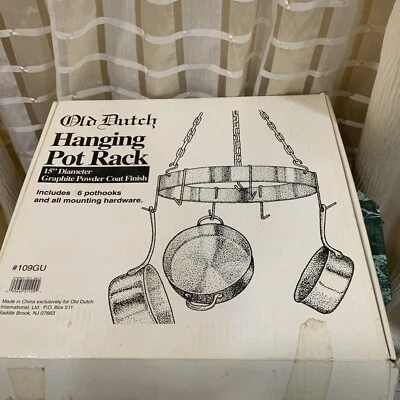 Old Dutch
Hanging
Pot Rack
15" Diameter
Graphite Powder Coat Finish
Includes 6 pothooks
and all mounting hardware.
#109GU
Made in China exclusively for Old Dutch
International, Ltd. P.O. Box 511
Saddle Brook, NJ 07663